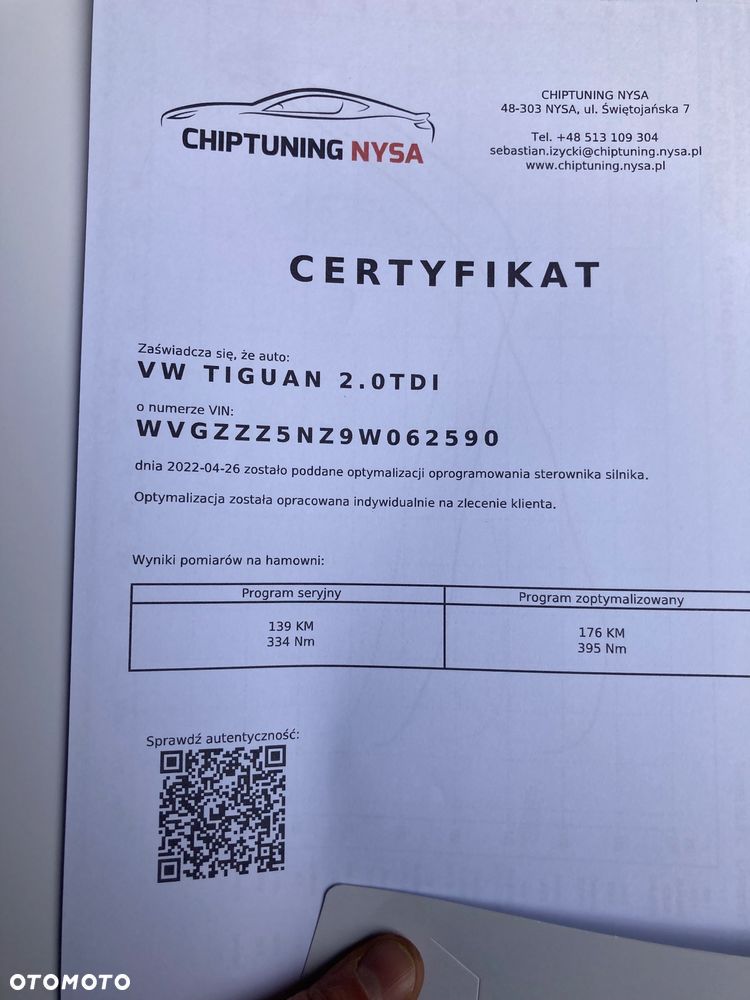 CHIPTUNING NYSA
CHIPTUNING NYSA
48-303 NYSA, ul. Świętojańska 7
Tel. +48 513 109 304
sebastian.izycki@chiptuning.nysa.pl
www.chiptuning.nysa.pl
CERTYFIKAT
Zaświadcza się, że auto:
VW TIGUAN 2.0TDI
o numerze VIN:
WVGZZZ5NZ9W062590
dnia 2022-04-26 zostało poddane optymalizacji oprogramowania sterownika silnika.
Optymalizacja została opracowana indywidualnie na zlecenie klienta.
Wyniki pomiarów na hamowni:
Program seryjny
139 KM
334 Nm
Program zoptymalizowany
176 KM
395 Nm
Sprawdź autentyczność:
OTOMOTO